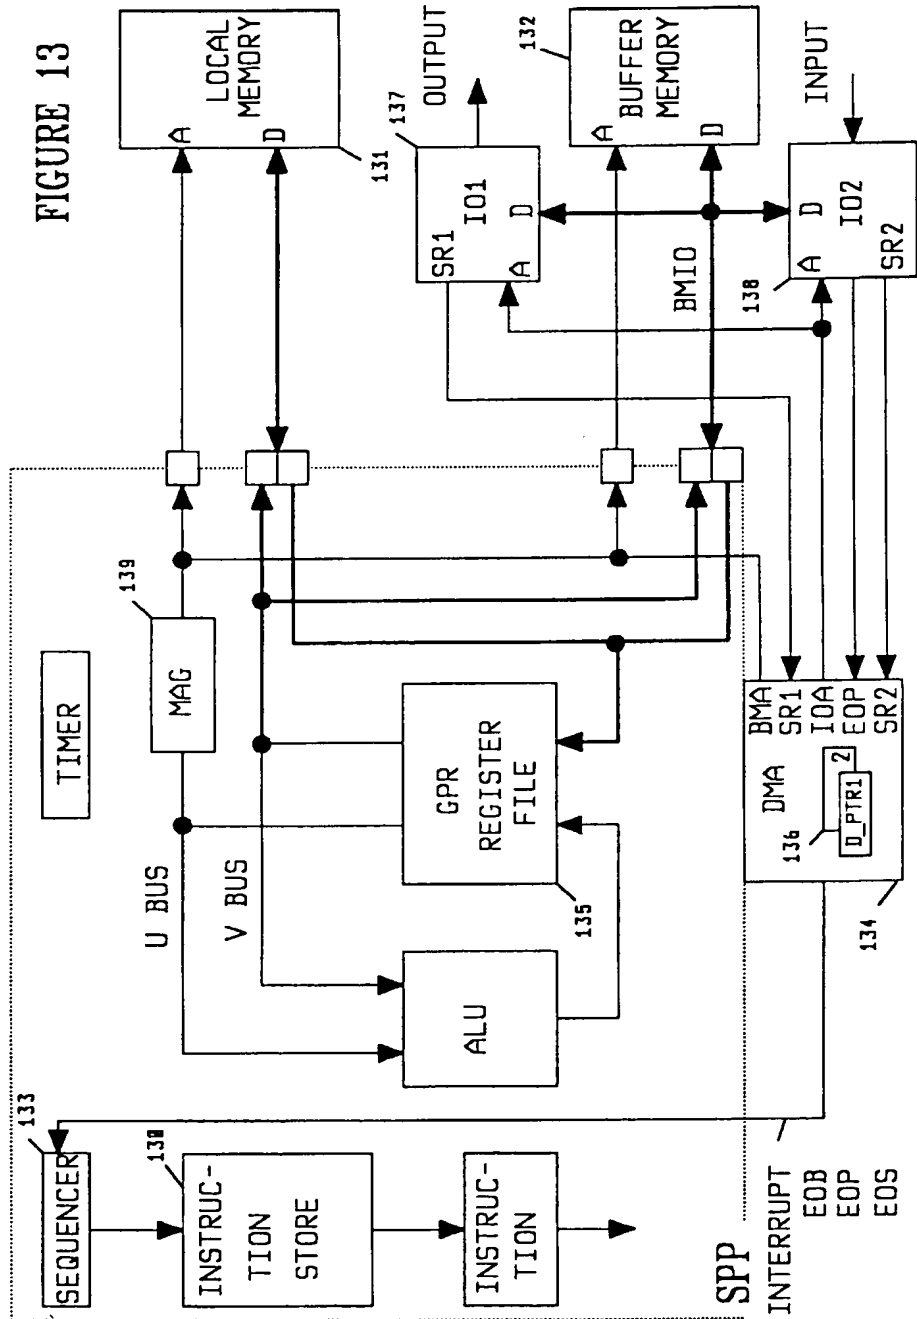 FIGURE 13
SEQUENCER
133
INSTRUC-
TION
STORE
130
INSTRUC-
TION
TIMER
U BUS
V BUS
MAG
139
ALU
GPR
REGISTER
FILE
135
LOCAL
MEMORY
A
D
131
OUTPUT
137
SR1
IO1
A
D
132
A
BUFFER
MEMORY
D
BMIO
INPUT
138
A
D
IO2
SR2
SPP
INTERRUPT
EOB
EOP
EOS
134
136
DMA
D_PTR1
2
BMA
SR1
IOA
EOP
SR2